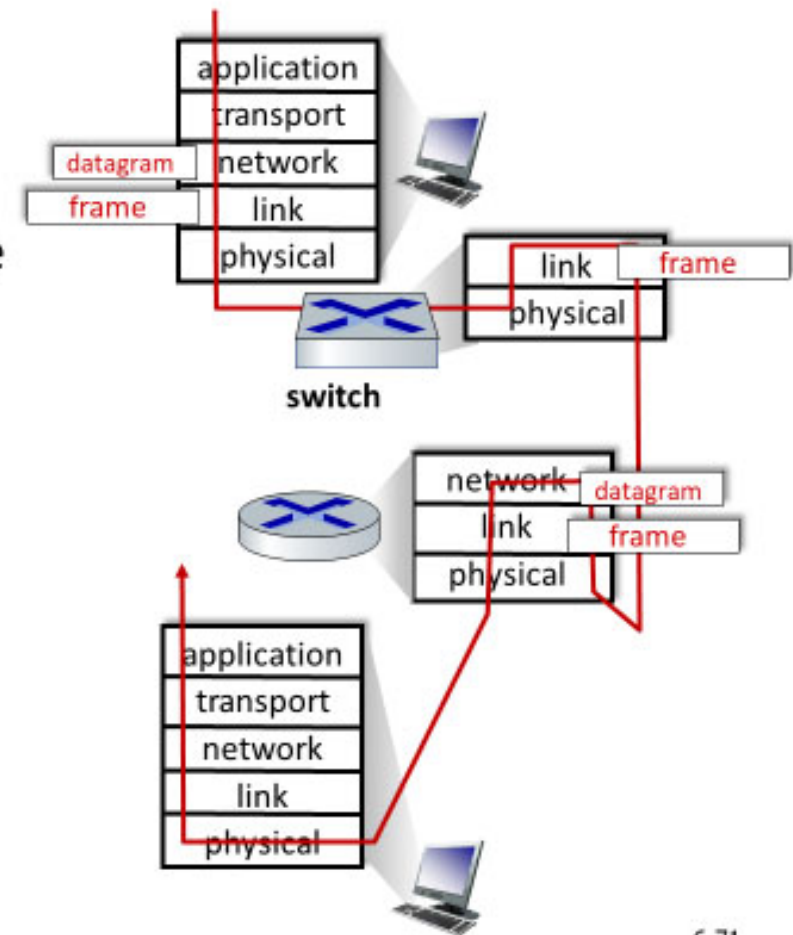 application
transport
datagram network
frame link
e
physical
link frame
physical
switch
network
datagram
link
frame
physical
application
transport
network
link
physical